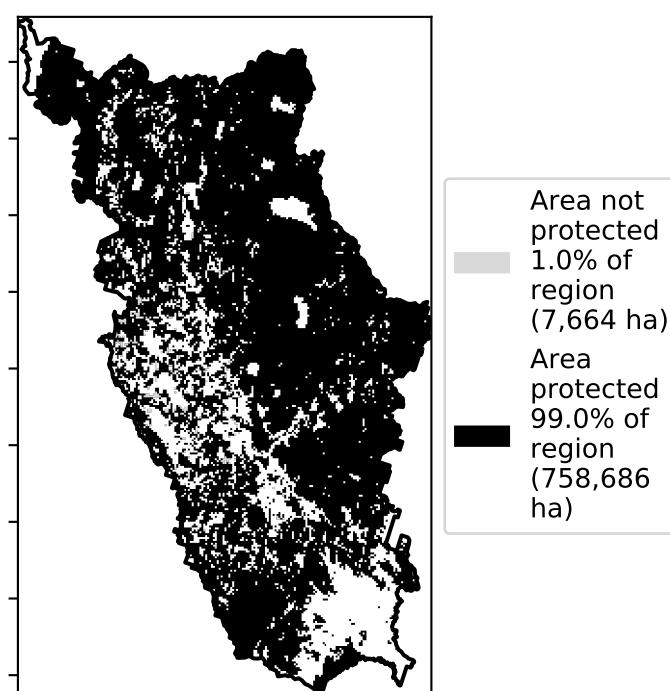 Area not
protected
1.0% of
region
(7,664 ha)
Area
protected
99.0% of
region
(758,686
ha)